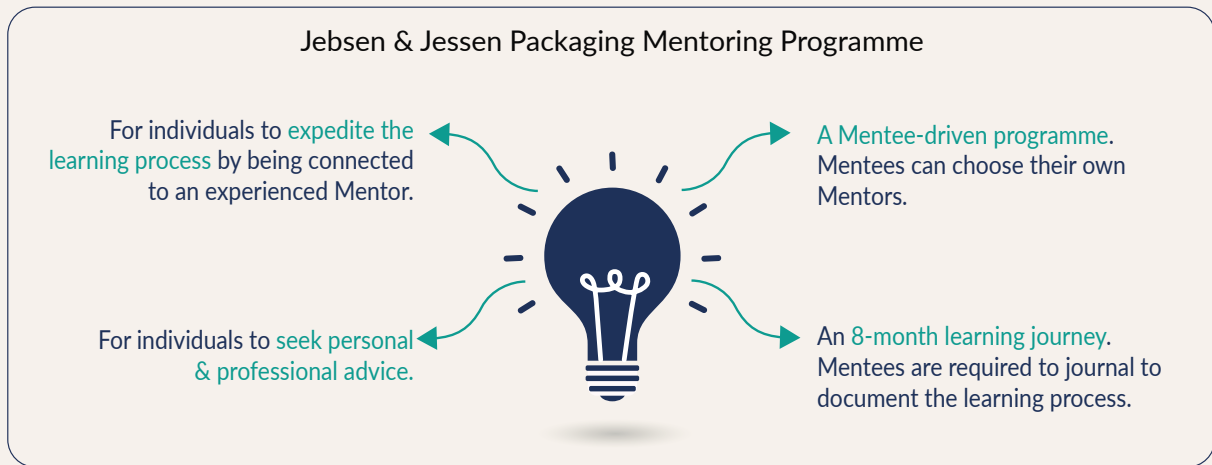 Jebsen & Jessen Packaging Mentoring Programme
For individuals to expedite the
learning process by being connected
to an experienced Mentor.
A Mentee-driven programme.
Mentees can choose their own
Mentors.
For individuals to seek personal
& professional advice.
An 8-month learning journey.
Mentees are required to journal to
document the learning process.